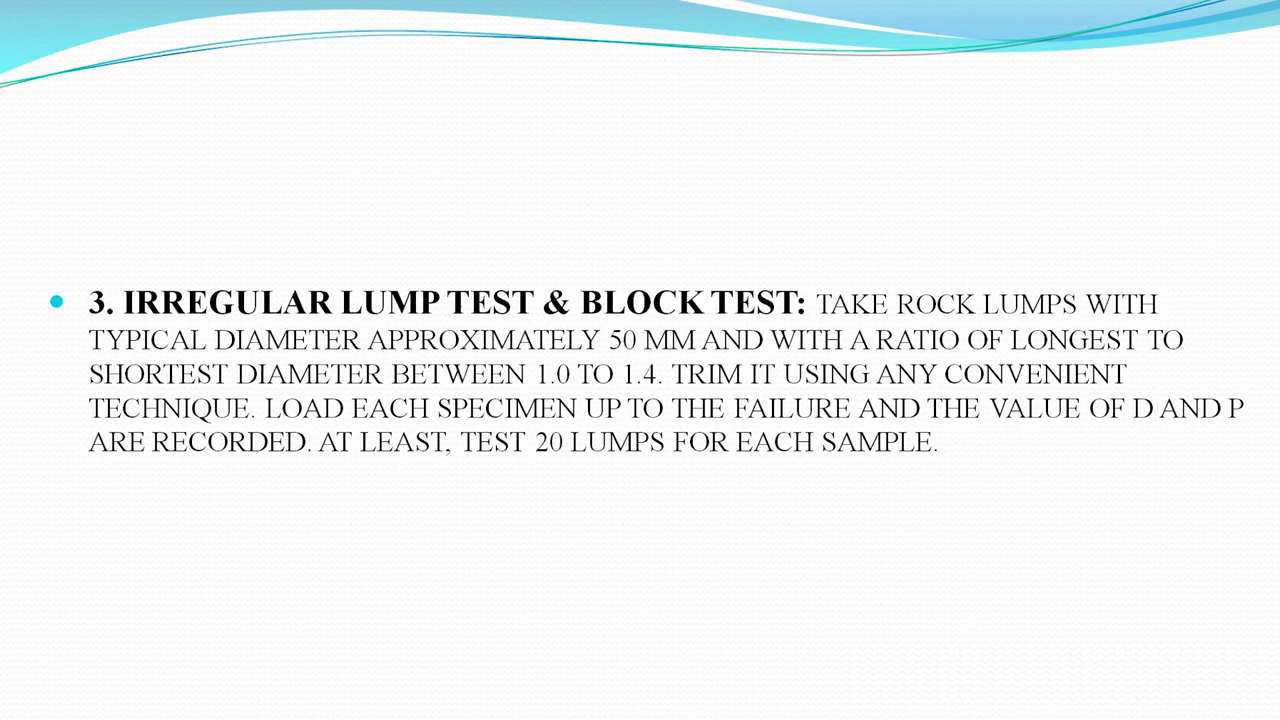 • 3. IRREGULAR LUMP TEST & BLOCK TEST: TAKE ROCK LUMPS WITH
TYPICAL DIAMETER APPROXIMATELY 50 MM AND WITH A RATIO OF LONGEST TO
SHORTEST DIAMETER BETWEEN 1.0 TO 1.4. TRIM IT USING ANY CONVENIENT
TECHNIQUE. LOAD EACH SPECIMEN UP TO THE FAILURE AND THE VALUE OF D AND P
ARE RECORDED. AT LEAST, TEST 20 LUMPS FOR EACH SAMPLE.